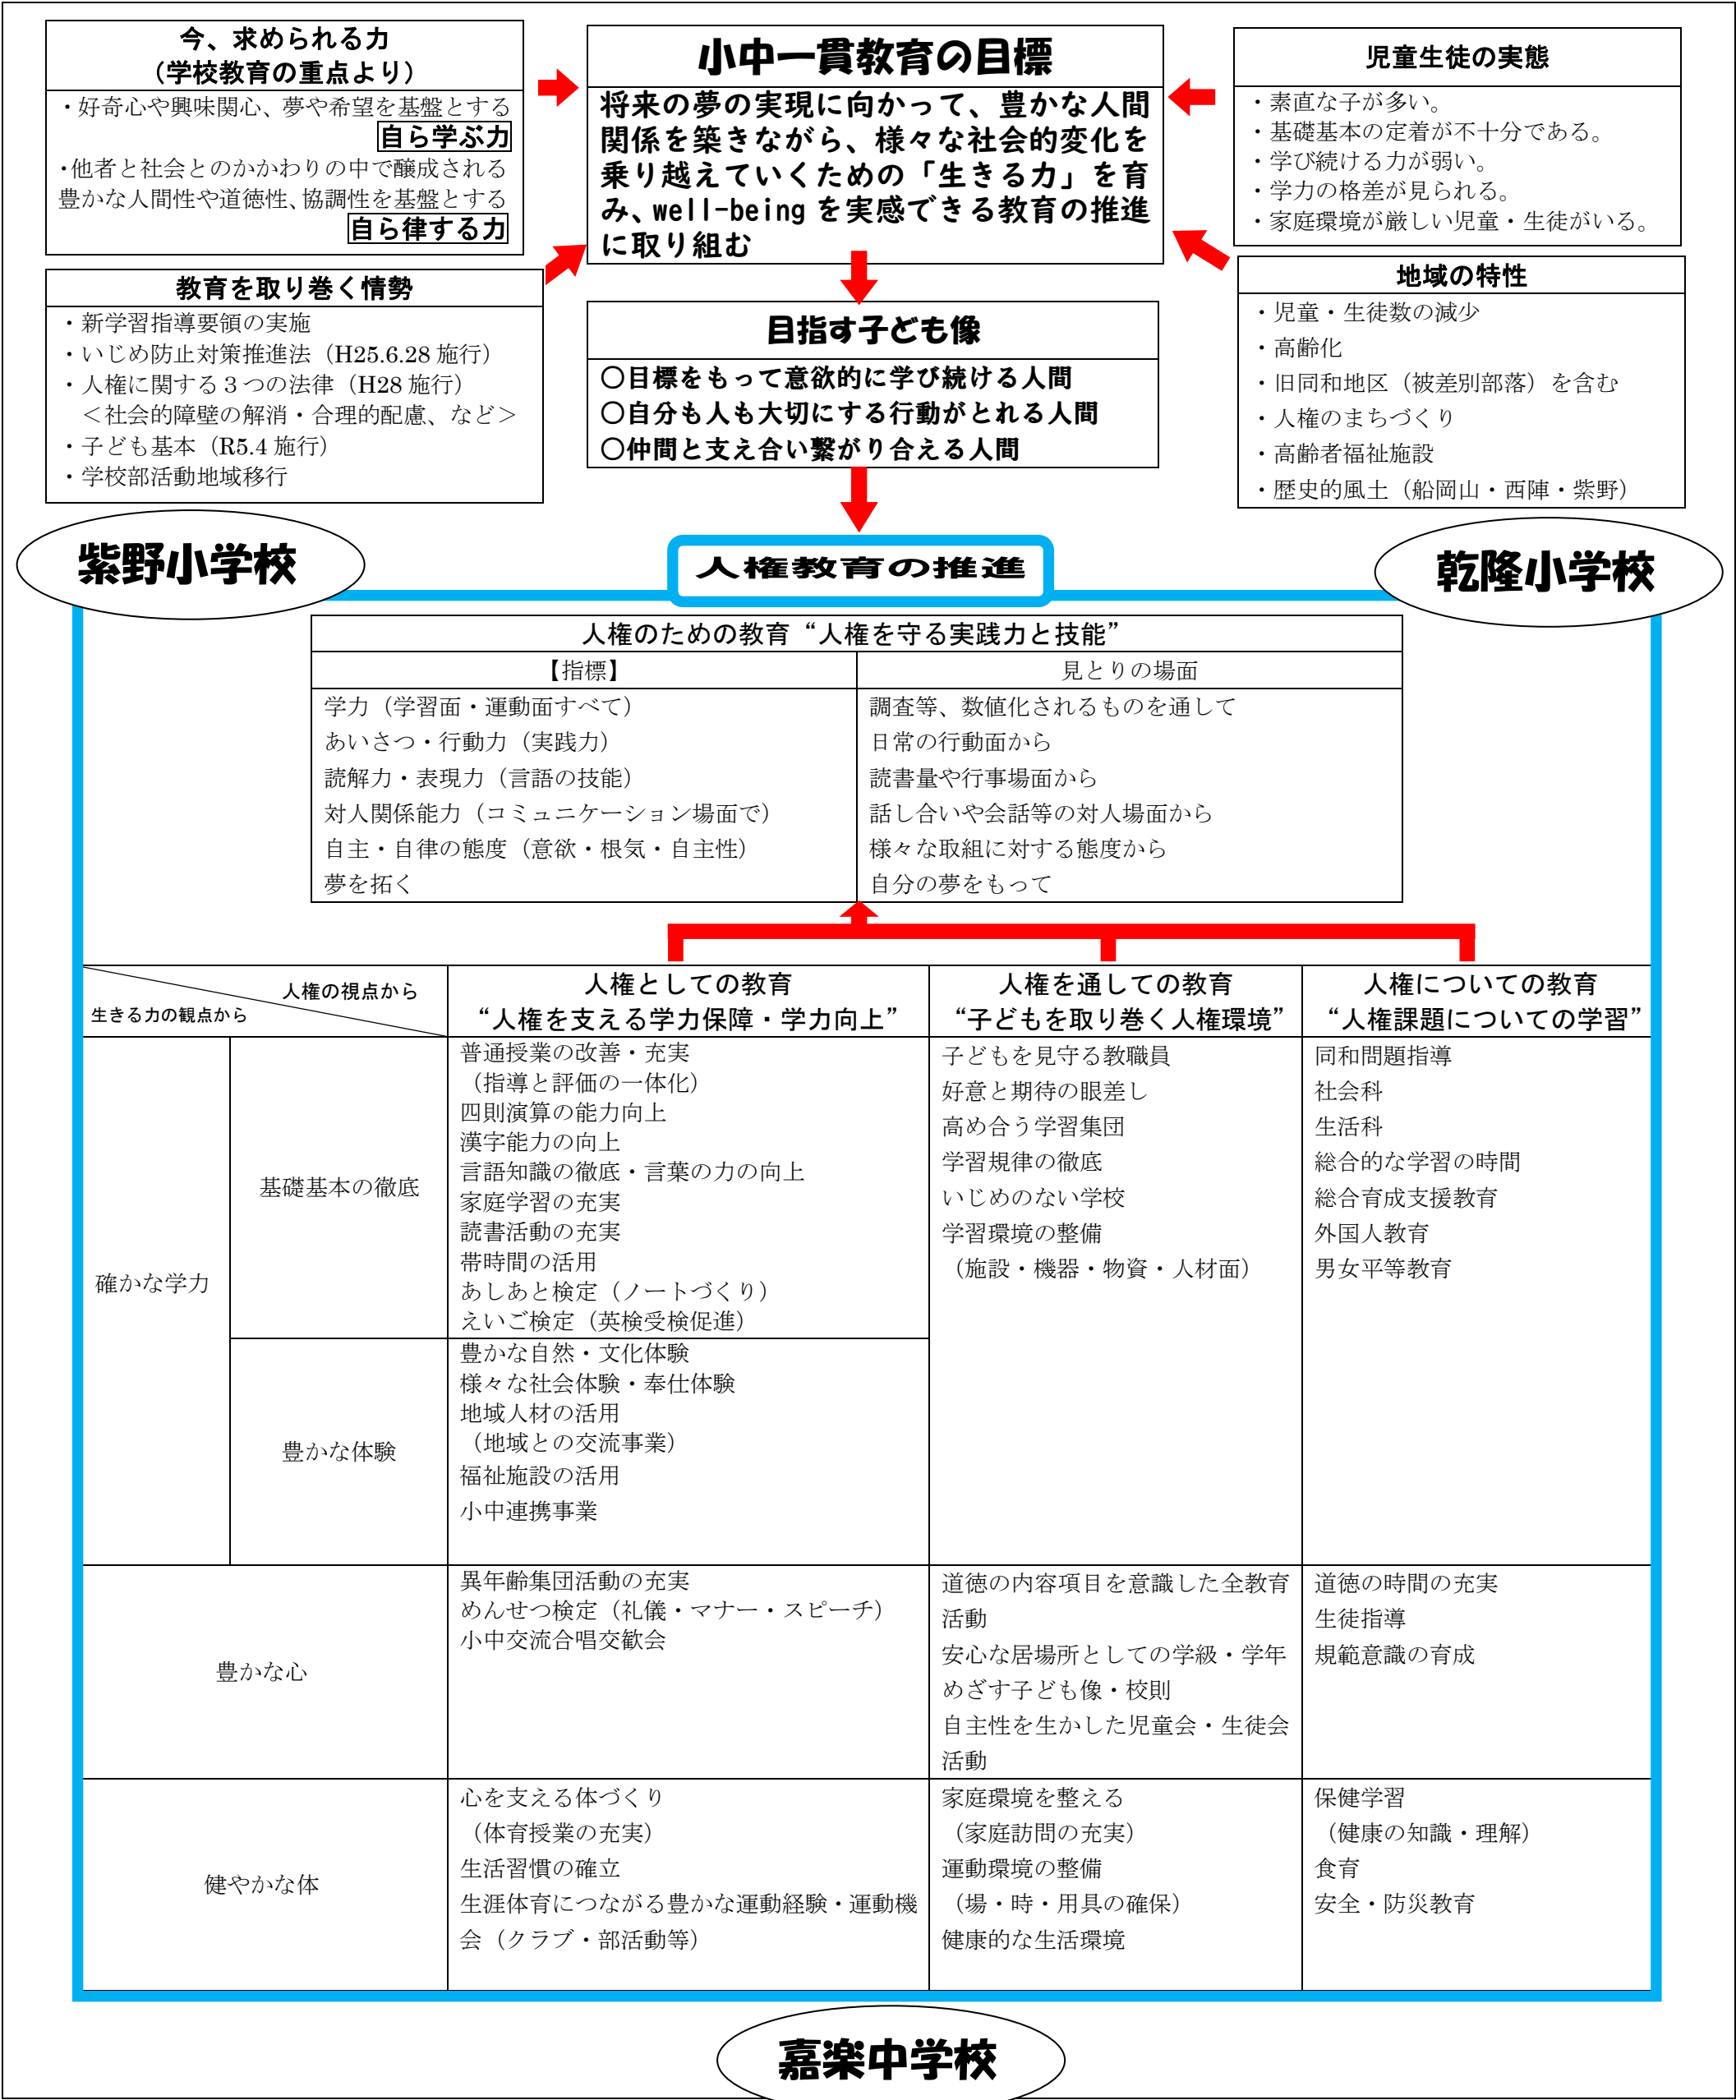 今、求められる力
（学校教育の重点より）
・好奇心や興味関心、夢や希望を基盤とする
自ら学ぶ力
・他者と社会とのかかわりの中で醸成される
豊かな人間性や道徳性、協調性を基盤とする
自ら律する力
小中一貫教育の目標
将来の夢の実現に向かって、豊かな人間
関係を築きながら、様々な社会的変化を
乗り越えていくための「生きる力」を育
み、well-being を実感できる教育の推進
に取り組む
児童生徒の実態
・素直な子が多い。
・基礎基本の定着が不十分である。
・学び続ける力が弱い。
・学力の格差が見られる。
・家庭環境が厳しい児童・生徒がいる。
教育を取り巻く情勢
・新学習指導要領の実施
・いじめ防止対策推進法（H25.6.28 施行）
・人権に関する３つの法律（H28 施行）
＜社会的障壁の解消・合理的配慮、など＞
・子ども基本（R5.4 施行）
・学校部活動地域移行
目指す子ども像
〇目標をもって意欲的に学び続ける人間
〇自分も人も大切にする行動がとれる人間
〇仲間と支え合い繋がり合える人間
地域の特性
・児童・生徒数の減少
・高齢化
・旧同和地区（被差別部落）を含む
・人権のまちづくり
・高齢者福祉施設
・歴史的風土（船岡山・西陣・紫野）
紫野小学校
人権教育の推進
乾隆小学校
人権のための教育“人権を守る実践力と技能”
【指標】
見とりの場面
学力（学習面・運動面すべて）
調査等、数値化されるものを通して
あいさつ・行動力（実践力）
日常の行動面から
読解力・表現力（言語の技能）
読書量や行事場面から
対人関係能力（コミュニケーション場面で）
話し合いや会話等の対人場面から
自主・自律の態度（意欲・根気・自主性）
様々な取組に対する態度から
夢を拓く
自分の夢をもって
人権の視点から
生きる力の観点から
人権としての教育
“人権を支える学力保障・学力向上”
人権を通しての教育
“子どもを取り巻く人権環境”
人権についての教育
“人権課題についての学習”
確かな学力
基礎基本の徹底
普通授業の改善・充実
（指導と評価の一体化）
四則演算の能力向上
漢字能力の向上
言語知識の徹底・言葉の力の向上
家庭学習の充実
読書活動の充実
帯時間の活用
あしあと検定（ノートづくり）
えいご検定（英検受検促進）
子どもを見守る教職員
好意と期待の眼差し
高め合う学習集団
学習規律の徹底
いじめのない学校
学習環境の整備
（施設・機器・物資・人材面）
同和問題指導
社会科
生活科
総合的な学習の時間
総合育成支援教育
外国人教育
男女平等教育
豊かな体験
豊かな自然・文化体験
様々な社会体験・奉仕体験
地域人材の活用
（地域との交流事業）
福祉施設の活用
小中連携事業
豊かな心
異年齢集団活動の充実
めんせつ検定（礼儀・マナー・スピーチ）
小中交流合唱交歓会
道徳の内容項目を意識した全教育
活動
安心な居場所としての学級・学年
めざす子ども像・校則
自主性を生かした児童会・生徒会
活動
道徳の時間の充実
生徒指導
規範意識の育成
健やかな体
心を支える体づくり
（体育授業の充実）
生活習慣の確立
生涯体育につながる豊かな運動経験・運動機
会（クラブ・部活動等）
家庭環境を整える
（家庭訪問の充実）
運動環境の整備
（場・時・用具の確保）
健康的な生活環境
保健学習
（健康の知識・理解）
食育
安全・防災教育
嘉楽中学校